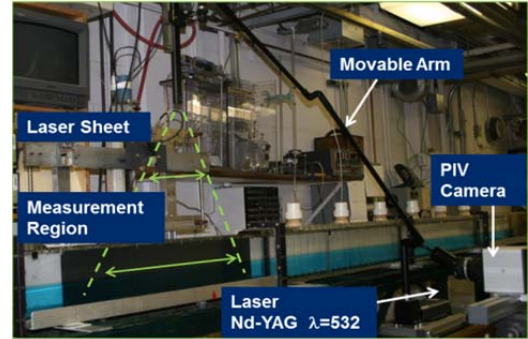 Movable Arm
Laser Sheet
PIV
Camera
Measurement
Region
Laser
Nd-YAG λ=532